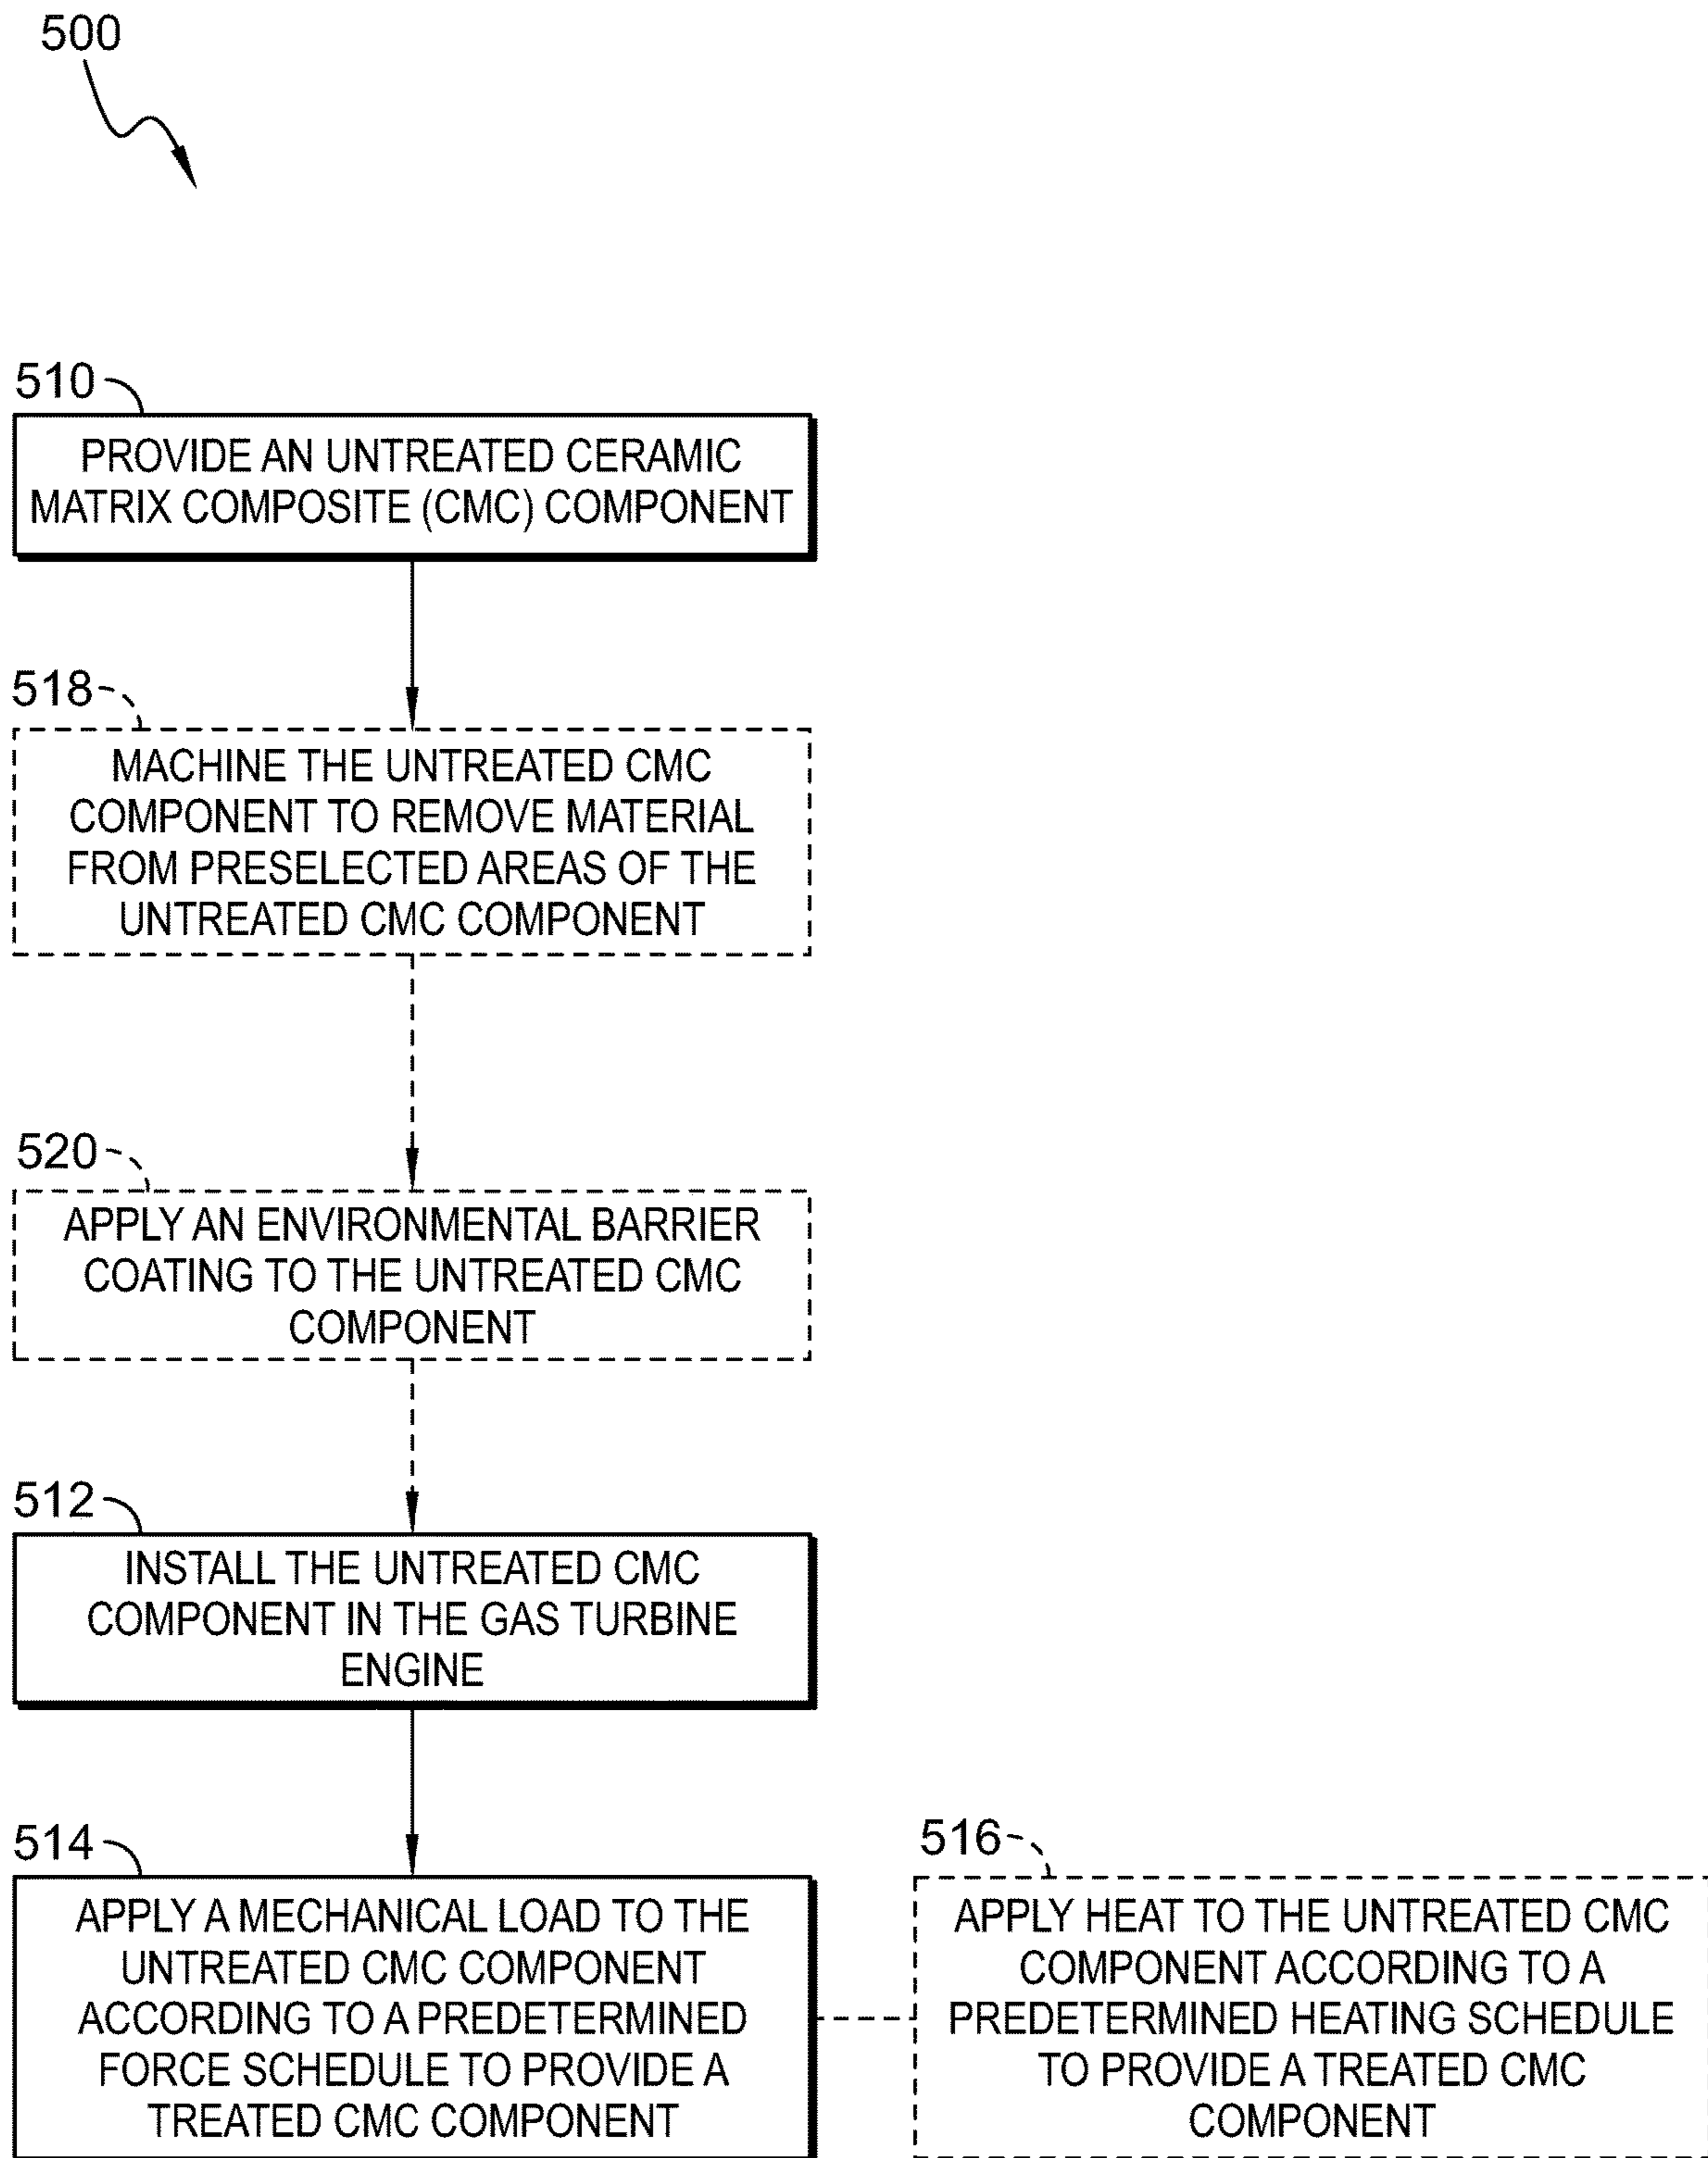 500
510
PROVIDE AN UNTREATED CERAMIC
MATRIX COMPOSITE (CMC) COMPONENT
518
MACHINE THE UNTREATED CMC
COMPONENT TO REMOVE MATERIAL
FROM PRESELECTED AREAS OF THE
UNTREATED CMC COMPONENT
520
APPLY AN ENVIRONMENTAL BARRIER
COATING TO THE UNTREATED CMC
COMPONENT
512
INSTALL THE UNTREATED CMC
COMPONENT IN THE GAS TURBINE
ENGINE
514
APPLY A MECHANICAL LOAD TO THE
UNTREATED CMC COMPONENT
ACCORDING TO A PREDETERMINED
FORCE SCHEDULE TO PROVIDE A
TREATED CMC COMPONENT
516
APPLY HEAT TO THE UNTREATED CMC
COMPONENT ACCORDING TO A
PREDETERMINED HEATING SCHEDULE
TO PROVIDE A TREATED CMC
COMPONENT